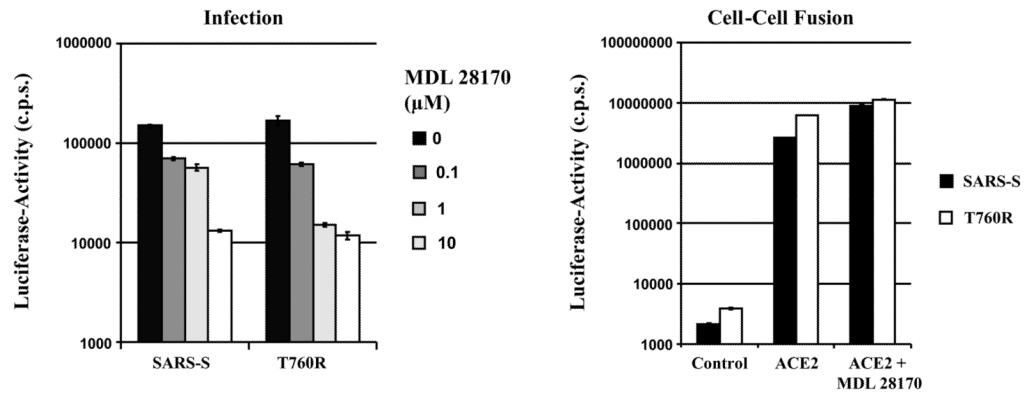 Infection
Luciferase-Activity (c.p.s.)
1000000
100000
10000
1000
SARS-S
T760R
MDL 28170
(µM)
0
0.1
1
10
Cell-Cell Fusion
Luciferase-Activity (c.p.s.)
100000000
10000000
1000000
100000
10000
1000
Control
ACE2
ACE2 +
MDL 28170
SARS-S
T760R